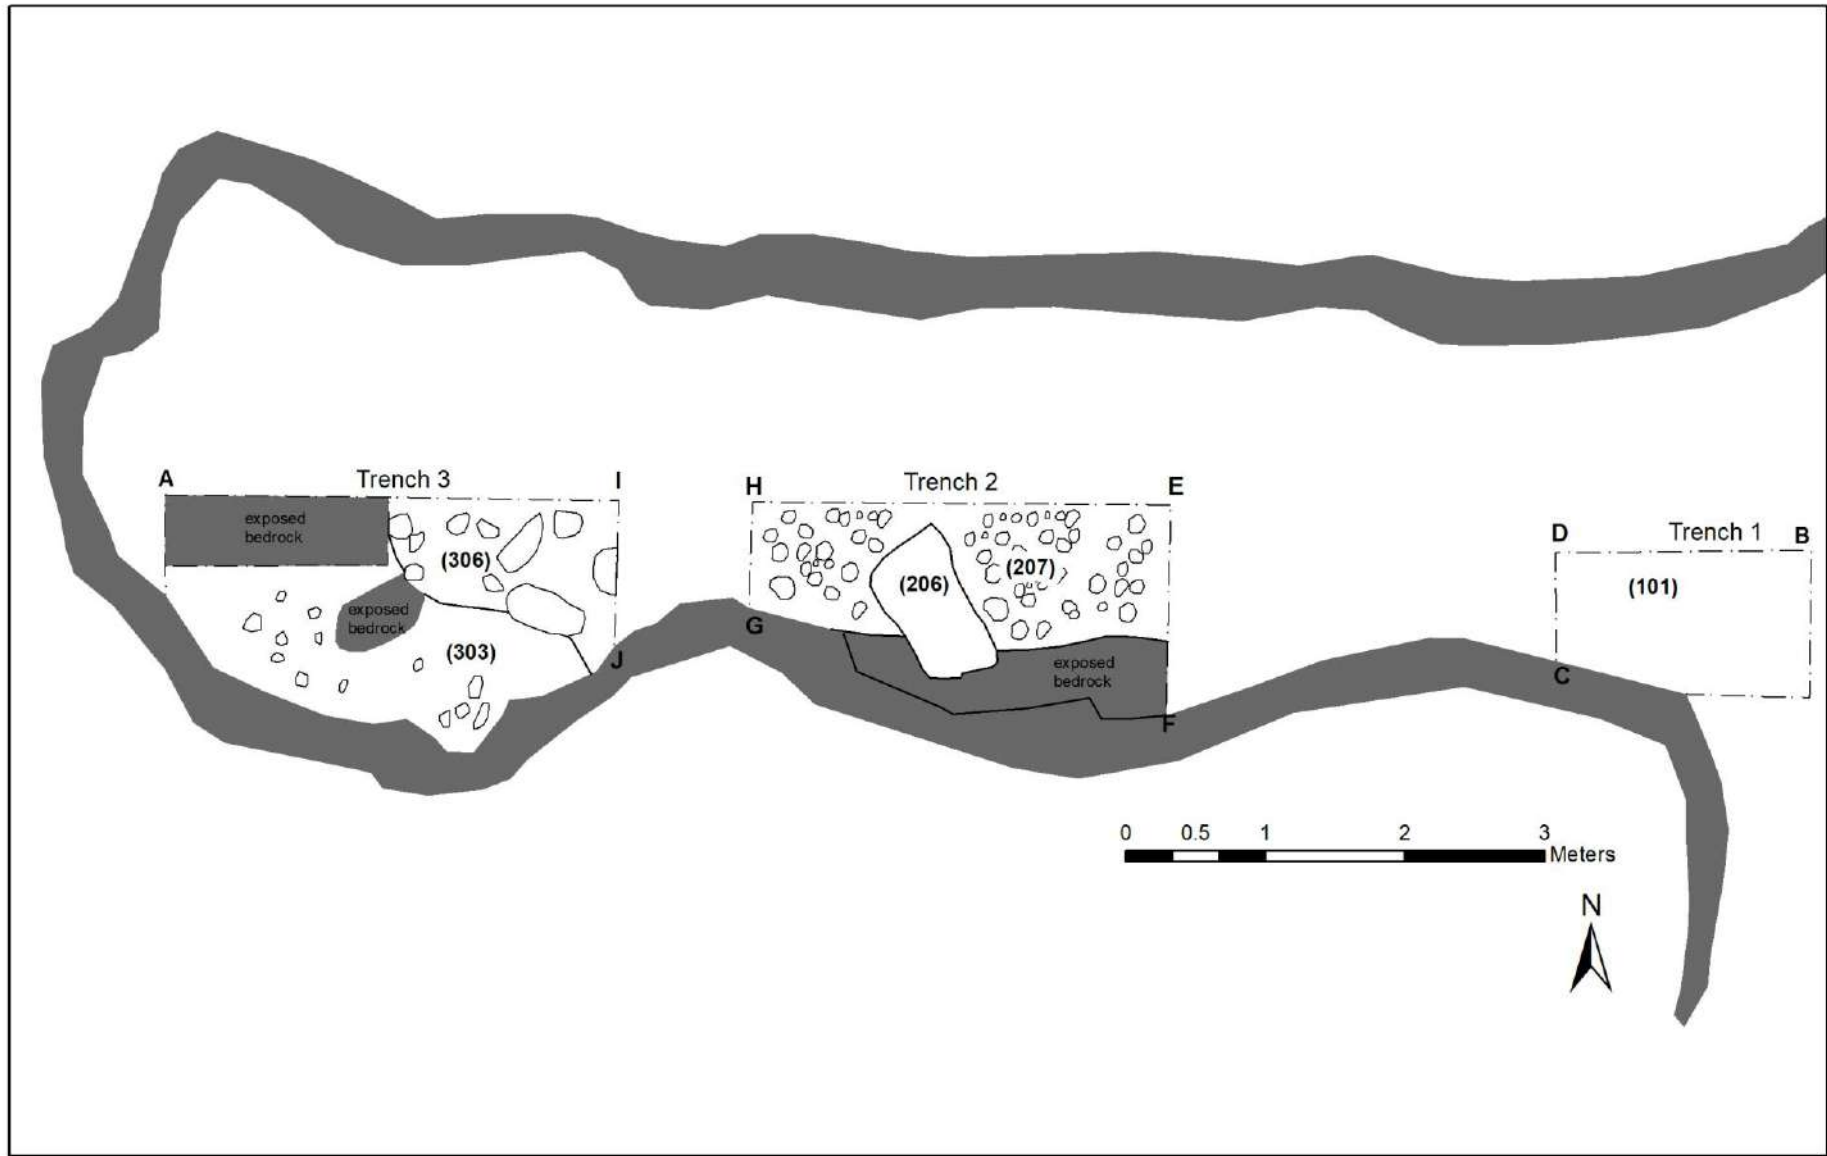 A Trench 3 I
H Trench 2 E
D Trench 1 B
exposed
bedrock
(306)
exposed
bedrock
(303)
J
(206)
(207)
G
exposed
bedrock
F
(101)
C
0 0.5 1 2 3
Meters
N